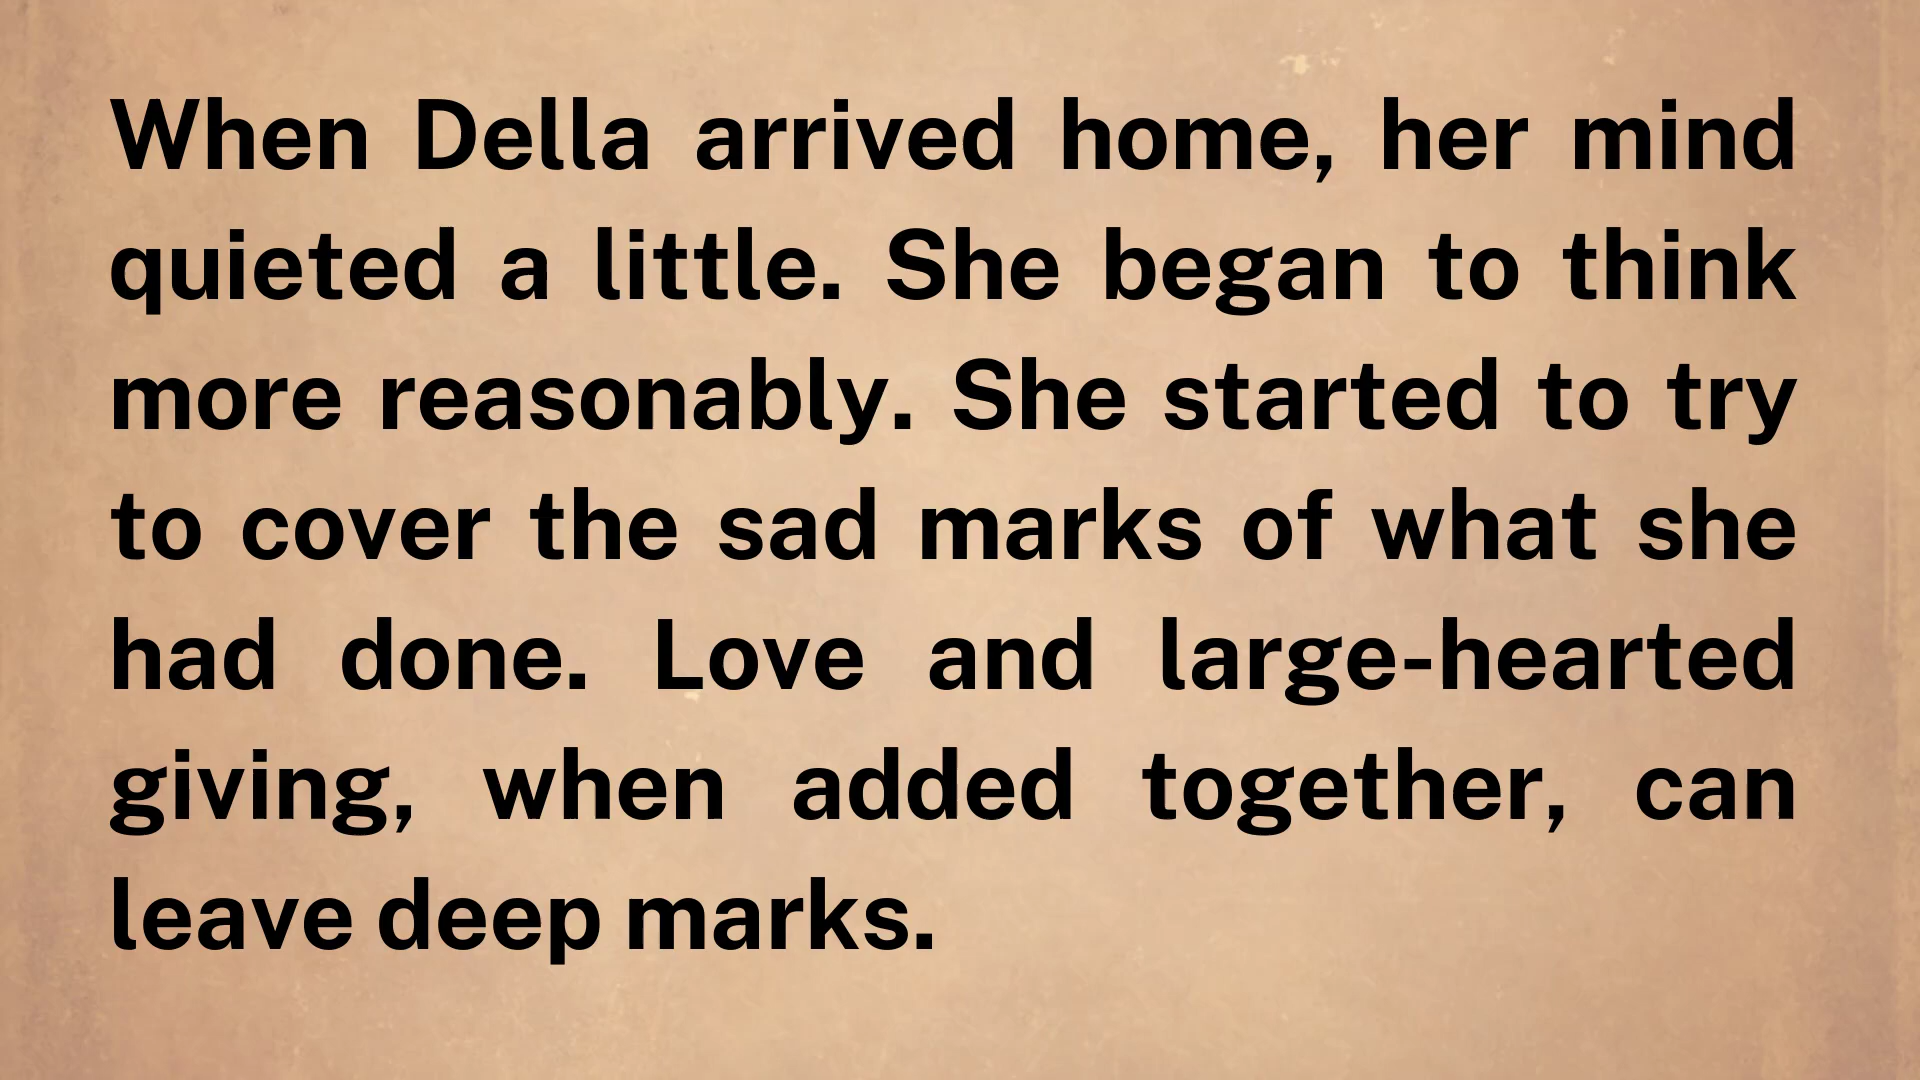 When Della arrived home, her mind
quieted a little. She began to think
more reasonably. She started to try
to cover the sad marks of what she
had done. Love and large-hearted
giving, when added together, can
leave deep marks.